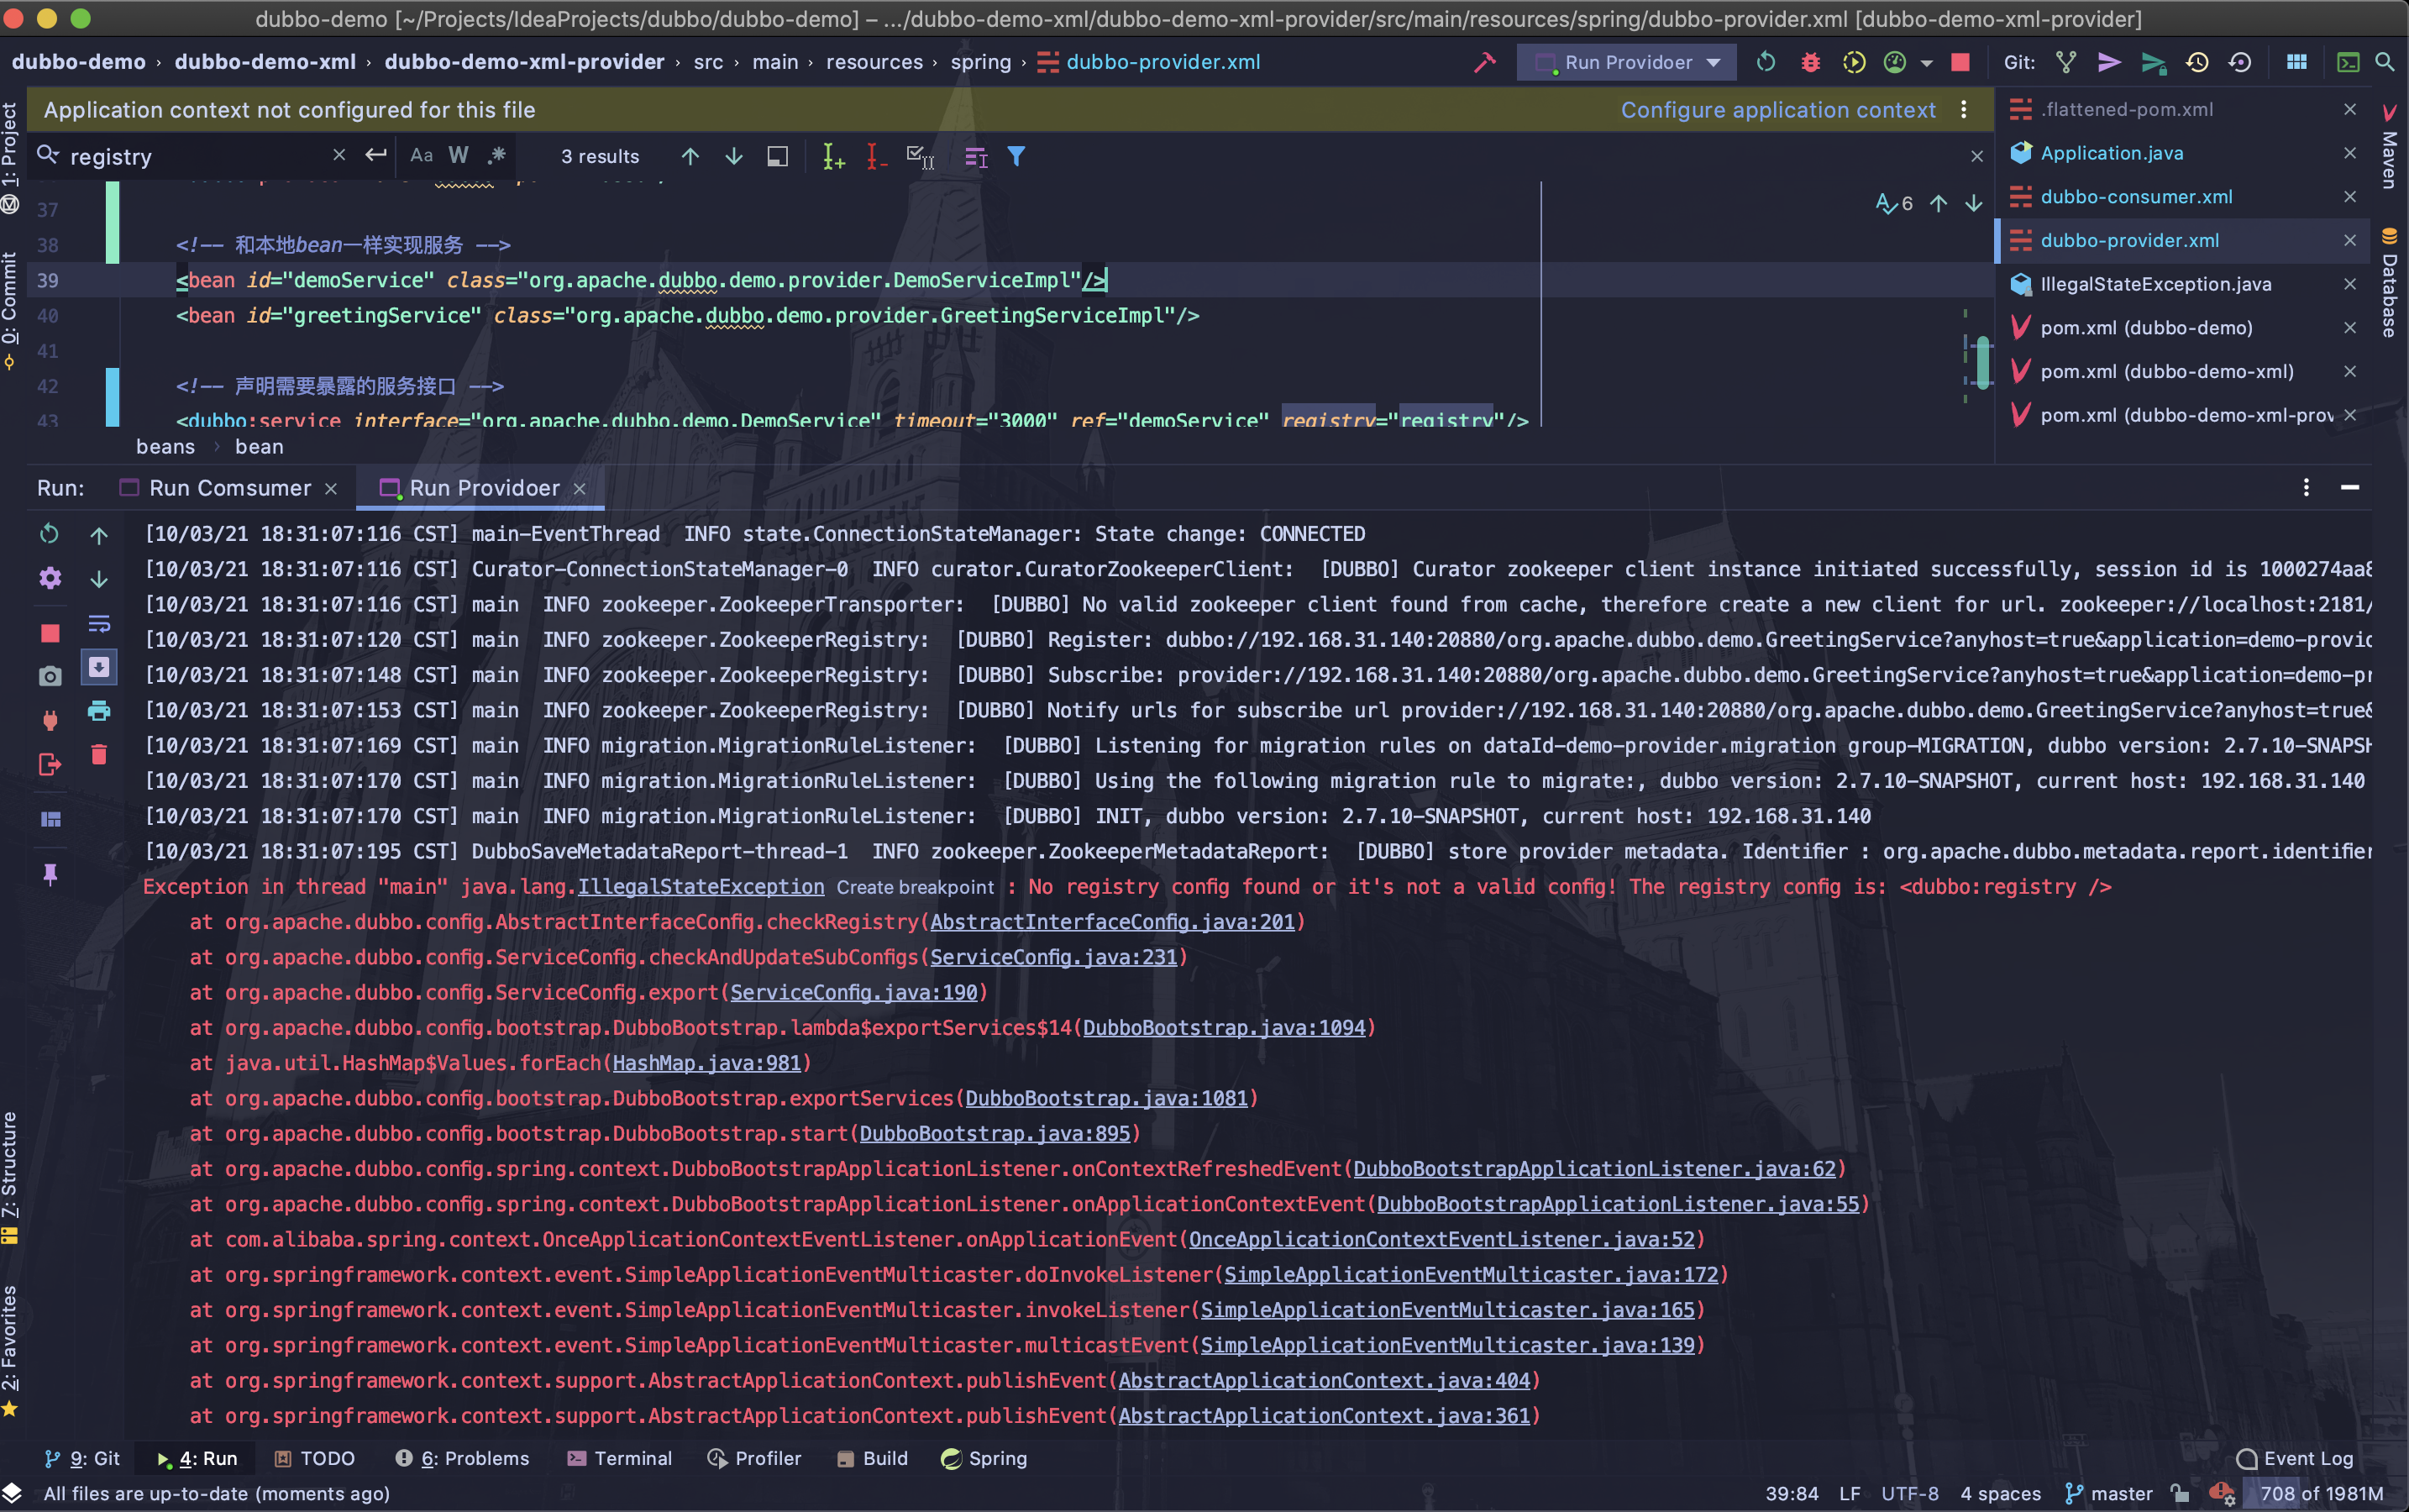 dubbo-demo [~/Projects/IdeaProjects/dubbo/dubbo-demo] – .../dubbo-demo-xml/dubbo-demo-xml-provider/src/main/resources/spring/dubbo-provider.xml [dubbo-demo-xml-provider]
dubbo-demo › dubbo-demo-xml › dubbo-demo-xml-provider › src › main › resources › spring › dubbo-provider.xml
Run Providoer
Git:
Application context not configured for this file
Configure application context
registry
Aa W .*
3 results
37
38 <!-- 和本地bean一样实现服务 -->
39 <bean id="demoService" class="org.apache.dubbo.demo.provider.DemoServiceImpl"/>
40 <bean id="greetingService" class="org.apache.dubbo.demo.provider.GreetingServiceImpl"/>
41
42 <!-- 声明需要暴露的服务接口 -->
43 <dubbo:service interface="org.apache.dubbo.demo.DemoService" timeout="3000" ref="demoService" registry="registry"/>
6
beans › bean
.flattened-pom.xml
Application.java
dubbo-consumer.xml
dubbo-provider.xml
IllegalStateException.java
pom.xml (dubbo-demo)
pom.xml (dubbo-demo-xml)
pom.xml (dubbo-demo-xml-prov
1: Project
0: Commit
7: Structure
2: Favorites
Maven
Database
Run: Run Comsumer Run Providoer
[10/03/21 18:31:07:116 CST] main-EventThread INFO state.ConnectionStateManager: State change: CONNECTED
[10/03/21 18:31:07:116 CST] Curator-ConnectionStateManager-0 INFO curator.CuratorZookeeperClient: [DUBBO] Curator zookeeper client instance initiated successfully, session id is 1000274aa8
[10/03/21 18:31:07:116 CST] main INFO zookeeper.ZookeeperTransporter: [DUBBO] No valid zookeeper client found from cache, therefore create a new client for url. zookeeper://localhost:2181/
[10/03/21 18:31:07:120 CST] main INFO zookeeper.ZookeeperRegistry: [DUBBO] Register: dubbo://192.168.31.140:20880/org.apache.dubbo.demo.GreetingService?anyhost=true&application=demo-provid
[10/03/21 18:31:07:148 CST] main INFO zookeeper.ZookeeperRegistry: [DUBBO] Subscribe: provider://192.168.31.140:20880/org.apache.dubbo.demo.GreetingService?anyhost=true&application=demo-pr
[10/03/21 18:31:07:153 CST] main INFO zookeeper.ZookeeperRegistry: [DUBBO] Notify urls for subscribe url provider://192.168.31.140:20880/org.apache.dubbo.demo.GreetingService?anyhost=true&
[10/03/21 18:31:07:169 CST] main INFO migration.MigrationRuleListener: [DUBBO] Listening for migration rules on dataId-demo-provider.migration group-MIGRATION, dubbo version: 2.7.10-SNAPSH
[10/03/21 18:31:07:170 CST] main INFO migration.MigrationRuleListener: [DUBBO] Using the following migration rule to migrate:, dubbo version: 2.7.10-SNAPSHOT, current host: 192.168.31.140
[10/03/21 18:31:07:170 CST] main INFO migration.MigrationRuleListener: [DUBBO] INIT, dubbo version: 2.7.10-SNAPSHOT, current host: 192.168.31.140
[10/03/21 18:31:07:195 CST] DubboSaveMetadataReport-thread-1 INFO zookeeper.ZookeeperMetadataReport: [DUBBO] store provider metadata. Identifier : org.apache.dubbo.metadata.report.identifier
Exception in thread "main" java.lang.IllegalStateException Create breakpoint : No registry config found or it's not a valid config! The registry config is: <dubbo:registry />
at org.apache.dubbo.config.AbstractInterfaceConfig.checkRegistry(AbstractInterfaceConfig.java:201)
at org.apache.dubbo.config.ServiceConfig.checkAndUpdateSubConfigs(ServiceConfig.java:231)
at org.apache.dubbo.config.ServiceConfig.export(ServiceConfig.java:190)
at org.apache.dubbo.config.bootstrap.DubboBootstrap.lambda$exportServices$14(DubboBootstrap.java:1094)
at java.util.HashMap$Values.forEach(HashMap.java:981)
at org.apache.dubbo.config.bootstrap.DubboBootstrap.exportServices(DubboBootstrap.java:1081)
at org.apache.dubbo.config.bootstrap.DubboBootstrap.start(DubboBootstrap.java:895)
at org.apache.dubbo.config.spring.context.DubboBootstrapApplicationListener.onContextRefreshedEvent(DubboBootstrapApplicationListener.java:62)
at org.apache.dubbo.config.spring.context.DubboBootstrapApplicationListener.onApplicationContextEvent(DubboBootstrapApplicationListener.java:55)
at com.alibaba.spring.context.OnceApplicationContextEventListener.onApplicationEvent(OnceApplicationContextEventListener.java:52)
at org.springframework.context.event.SimpleApplicationEventMulticaster.doInvokeListener(SimpleApplicationEventMulticaster.java:172)
at org.springframework.context.event.SimpleApplicationEventMulticaster.invokeListener(SimpleApplicationEventMulticaster.java:165)
at org.springframework.context.event.SimpleApplicationEventMulticaster.multicastEvent(SimpleApplicationEventMulticaster.java:139)
at org.springframework.context.support.AbstractApplicationContext.publishEvent(AbstractApplicationContext.java:404)
at org.springframework.context.support.AbstractApplicationContext.publishEvent(AbstractApplicationContext.java:361)
9: Git 4: Run TODO 6: Problems Terminal Profiler Build Spring Event Log
All files are up-to-date (moments ago) 39:84 LF UTF-8 4 spaces master 708 of 1981M